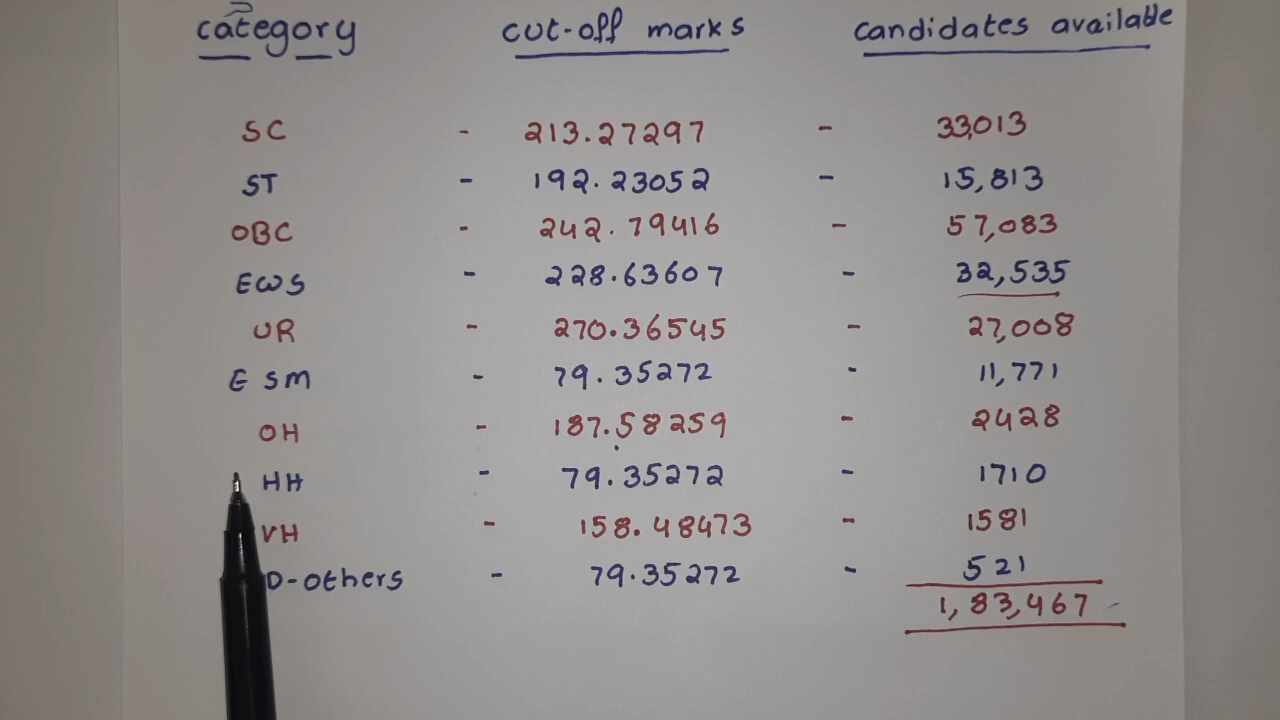 category cut-off marks candidates available
SC - 213.27297 - 33,013
ST - 192.23052 - 15,813
OBC - 242.79416 - 57,083
EWS - 228.63607 - 32,535
UR - 270.36545 - 27,008
ESM - 79.35272 - 11,771
OH - 187.58259 - 2428
HH - 79.35272 - 1710
VH - 158.48473 - 1581
D-others - 79.35272 - 521
1,83,467